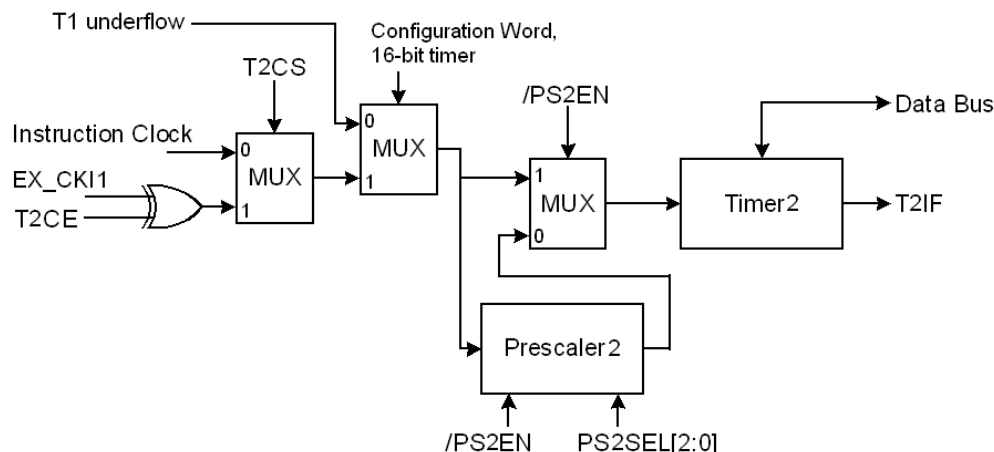 T1 underflow
Configuration Word,
16-bit timer
T2CS
/PS2EN
Data Bus
Instruction Clock
0
MUX
1
0
MUX
1
EX_CKI1
T2CE
1
MUX
0
Timer2
T2IF
Prescaler2
/PS2EN
PS2SEL[2:0]